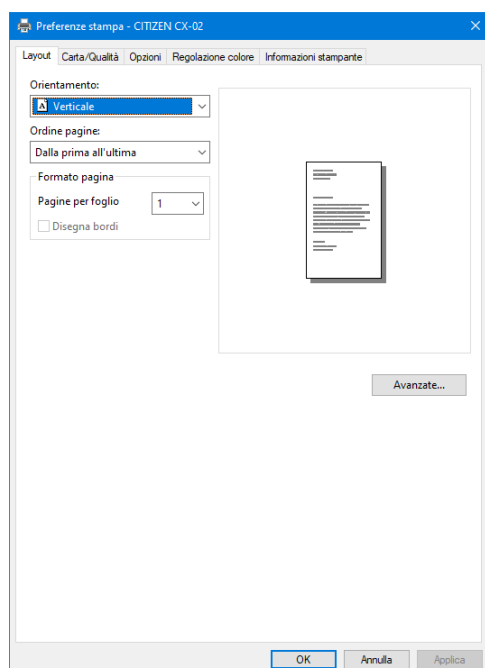 Preferenze stampa - CITIZEN CX-02
Layout Carta/Qualità Opzioni Regolazione colore Informazioni stampante
Orientamento:
A Verticale
Ordine pagine:
Dalla prima all'ultima
Formato pagina
Pagine per foglio 1
Disegna bordi
Avanzate...
OK Annulla Applica